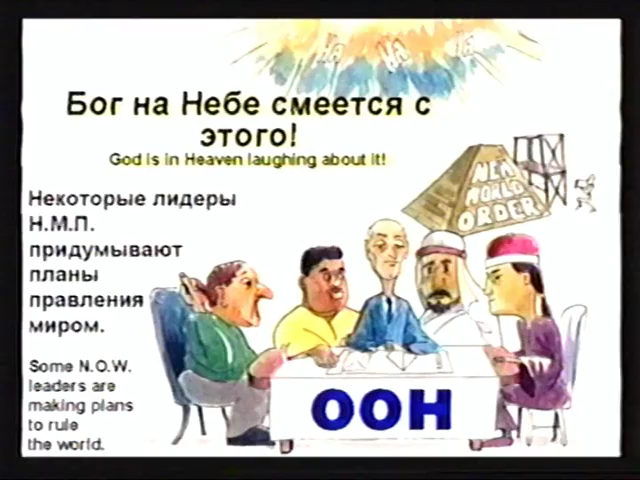 HA HA HA
Бог на Небе смеется с
этого!
God is in Heaven laughing about it!
Некоторые лидеры
Н.М.П.
придумывают
планы
правления
миром.
Some N.O.W.
leaders are
making plans
to rule
the world.
NEW
WORLD
ORDER
ООН